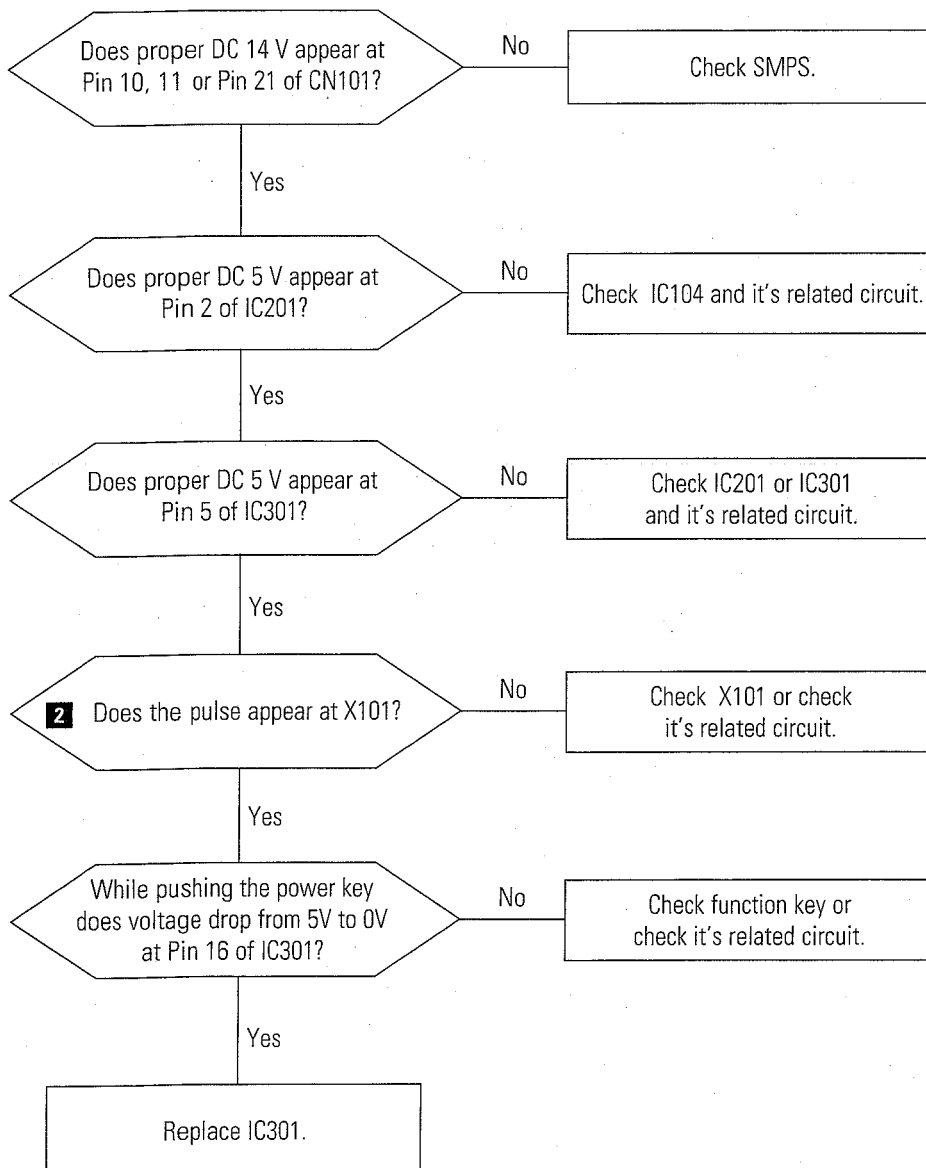 Does proper DC 14 V appear at
Pin 10, 11 or Pin 21 of CN101?
No
Check SMPS.
Yes
Does proper DC 5 V appear at
Pin 2 of IC201?
No
Check IC104 and it's related circuit.
Yes
Does proper DC 5 V appear at
Pin 5 of IC301?
No
Check IC201 or IC301
and it's related circuit.
Yes
2 Does the pulse appear at X101?
No
Check X101 or check
it's related circuit.
Yes
While pushing the power key
does voltage drop from 5V to 0V
at Pin 16 of IC301?
No
Check function key or
check it's related circuit.
Yes
Replace IC301.